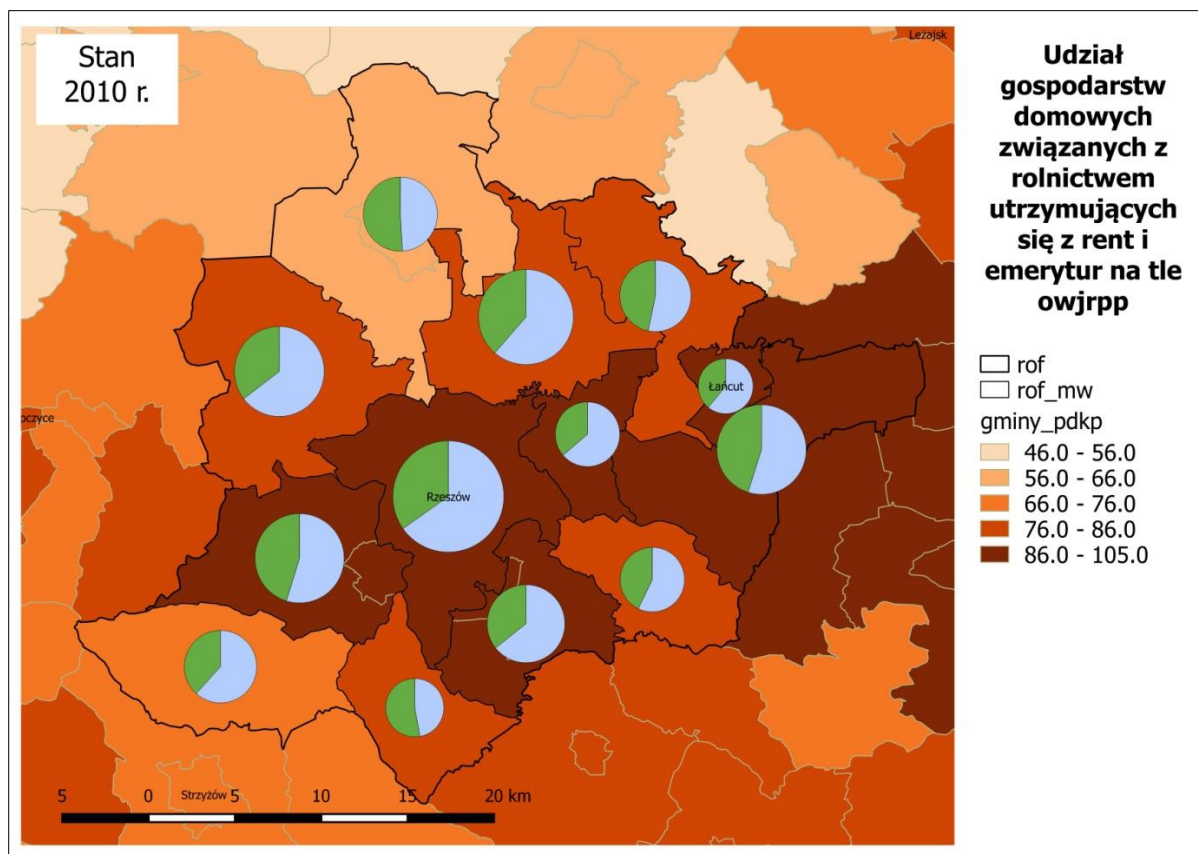 Stan
2010 r.
Leżajsk
Udział
gospodarstw
domowych
związanych z
rolnictwem
utrzymujących
się z rent i
emerytur na tle
owjrpp
rof
rof_mw
gminy_pdkp
46.0 - 56.0
56.0 - 66.0
66.0 - 76.0
76.0 - 86.0
86.0 - 105.0
Łańcut
oczyce
Rzeszów
Strzyżów
5 0 5 10 15 20 km